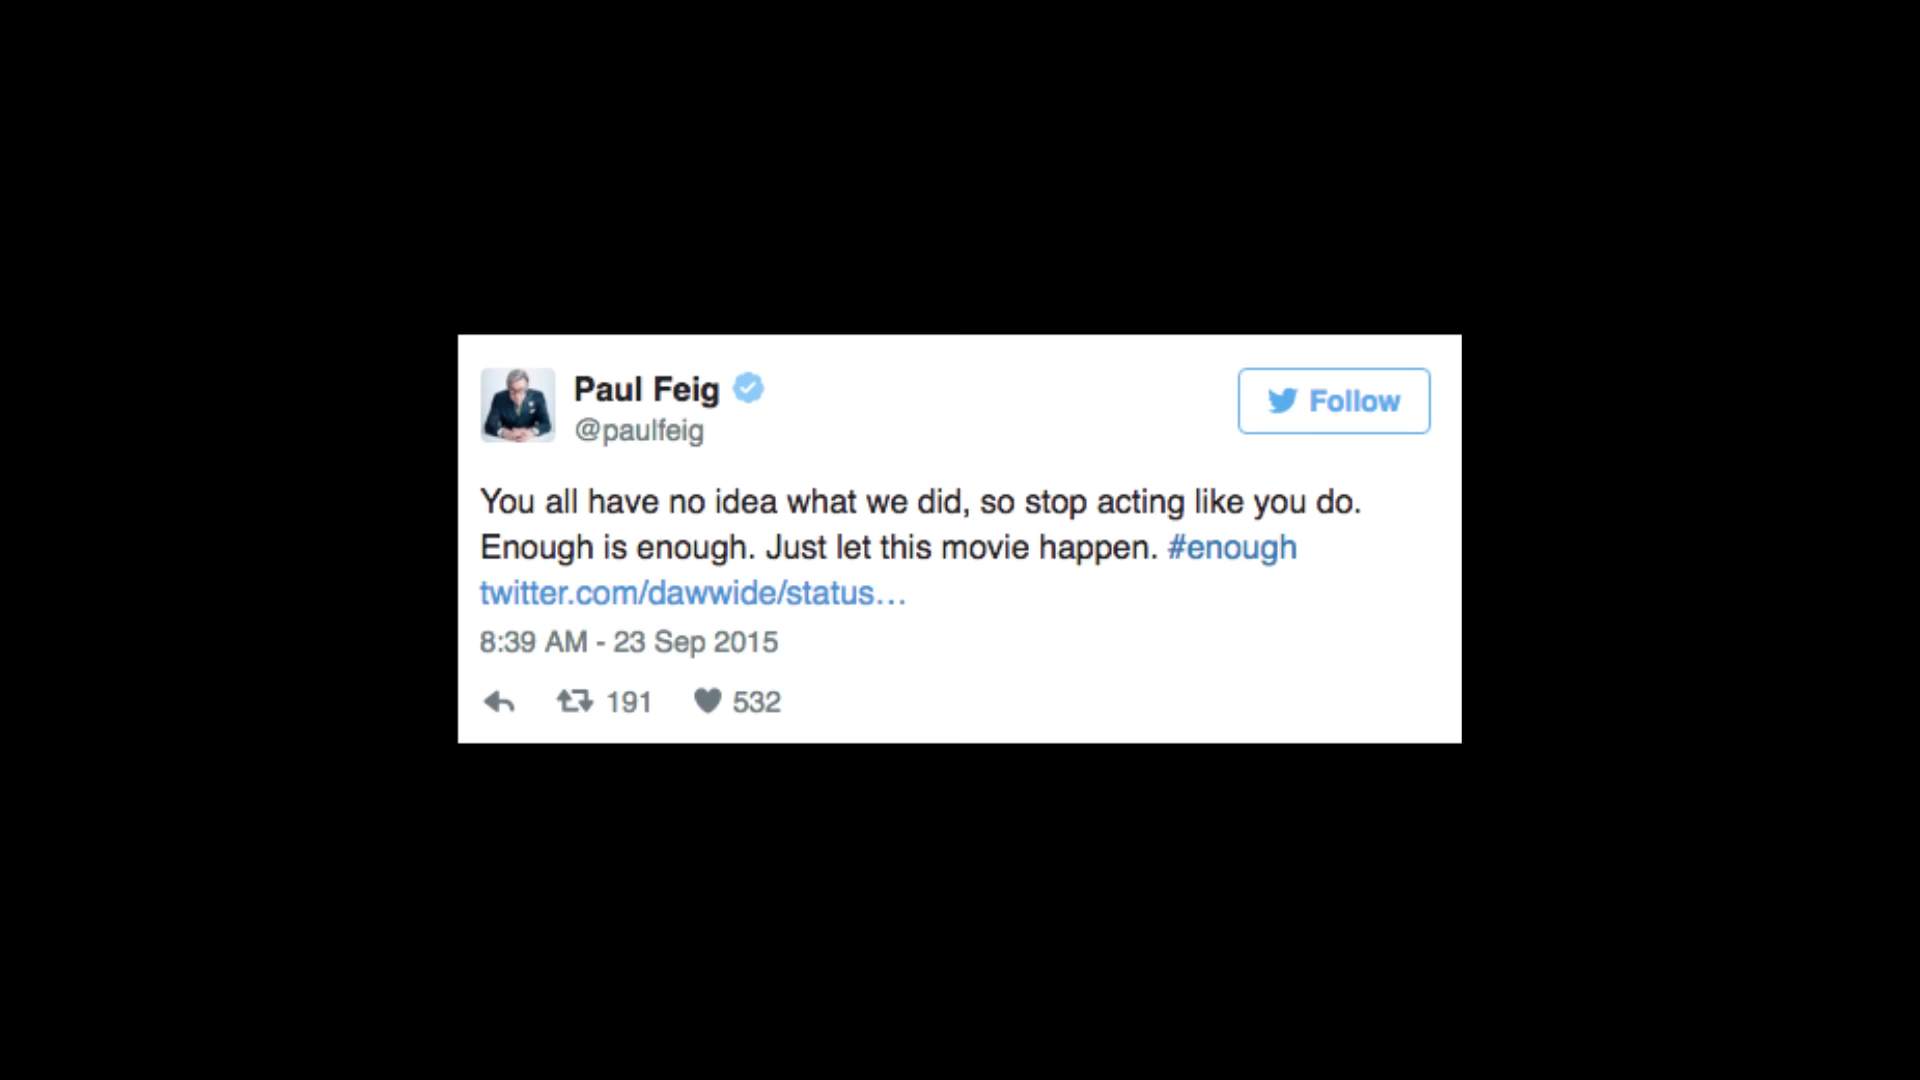 Paul Feig
@paulfeig
Follow
You all have no idea what we did, so stop acting like you do.
Enough is enough. Just let this movie happen. #enough
twitter.com/dawwide/status…
8:39 AM - 23 Sep 2015
191 532